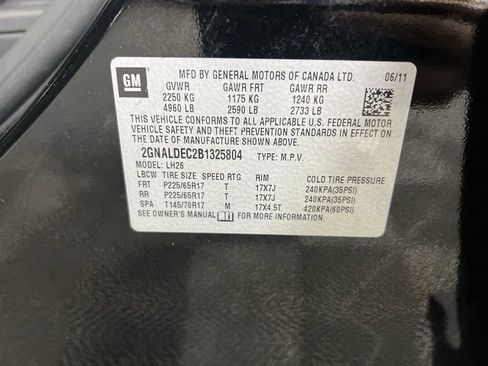 GM
MFD BY GENERAL MOTORS OF CANADA LTD. 06/11
GVWR GAWR FRT GAWR RR
2250 KG 1175 KG 1240 KG
4960 LB 2590 LB 2733 LB
THIS VEHICLE CONFORMS TO ALL APPLICABLE U.S. FEDERAL MOTOR
VEHICLE SAFETY AND THEFT PREVENTION STANDARDS IN EFFECT ON
THE DATE OF MANUFACTURE SHOWN ABOVE.
2GNALDEC2B1325804 TYPE: M.P.V.
MODEL: LH26
LBCW TIRE SIZE SPEED RTG RIM COLD TIRE PRESSURE
FRT P225/65R17 T 17X7J 240KPA(35PSI)
RR P225/65R17 T 17X7J 240KPA(35PSI)
SPA T145/70R17 M 17X4.5T 420KPA(60PSI)
SEE OWNER'S MANUAL FOR MORE INFORMATION.